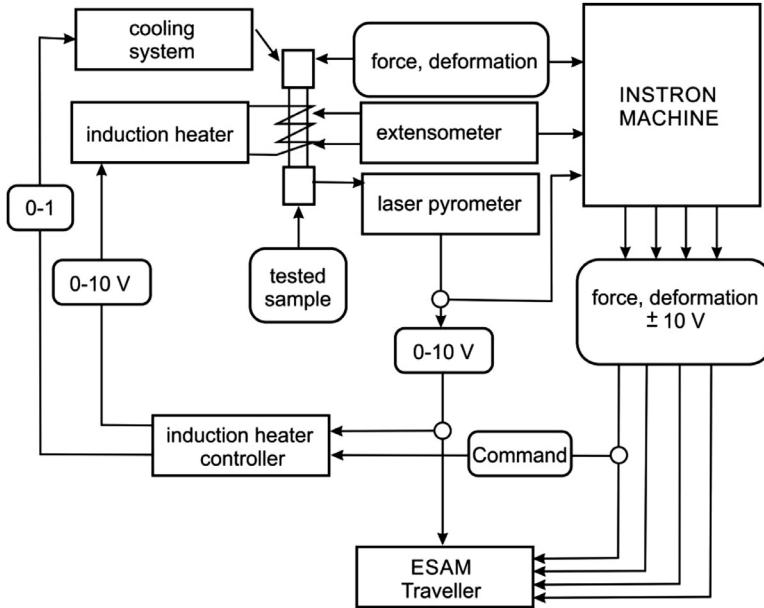 cooling
system
force, deformation
INSTRON
MACHINE
induction heater
extensometer
0-1
laser pyrometer
0-10 V
tested
sample
force, deformation
± 10 V
0-10 V
induction heater
controller
Command
ESAM
Traveller